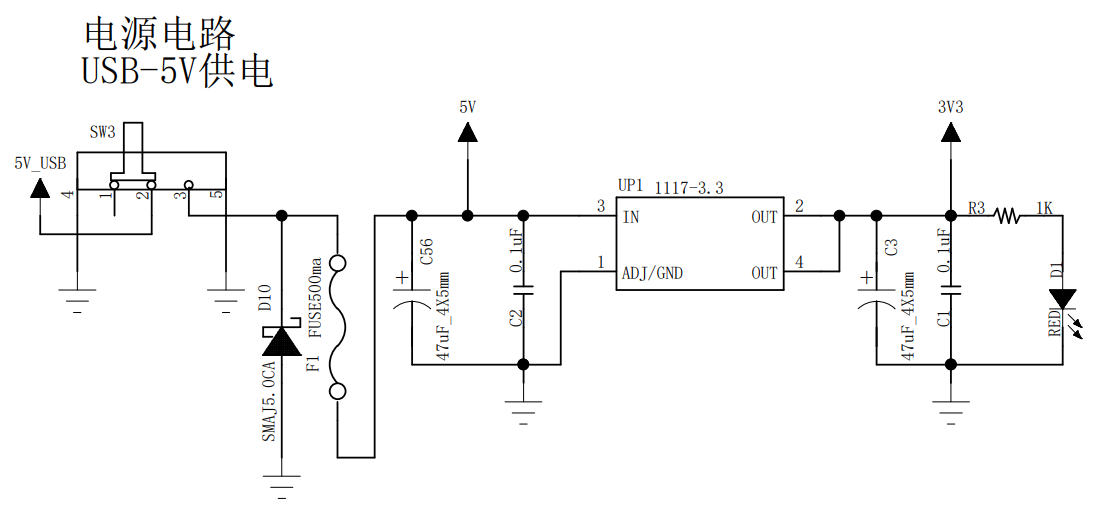 电源电路
USB-5V供电
SW3
5V_USB
4
1
2
3
5
D10
SMAJ5.0CA
FUSE500ma
F1
5V
C56
+
47uF_4X5mm
0.1uF
C2
UP1
1117-3.3
3
IN
OUT
2
1
ADJ/GND
OUT
4
3V3
C3
+
47uF_4X5mm
0.1uF
C1
R3
1K
D1
RED